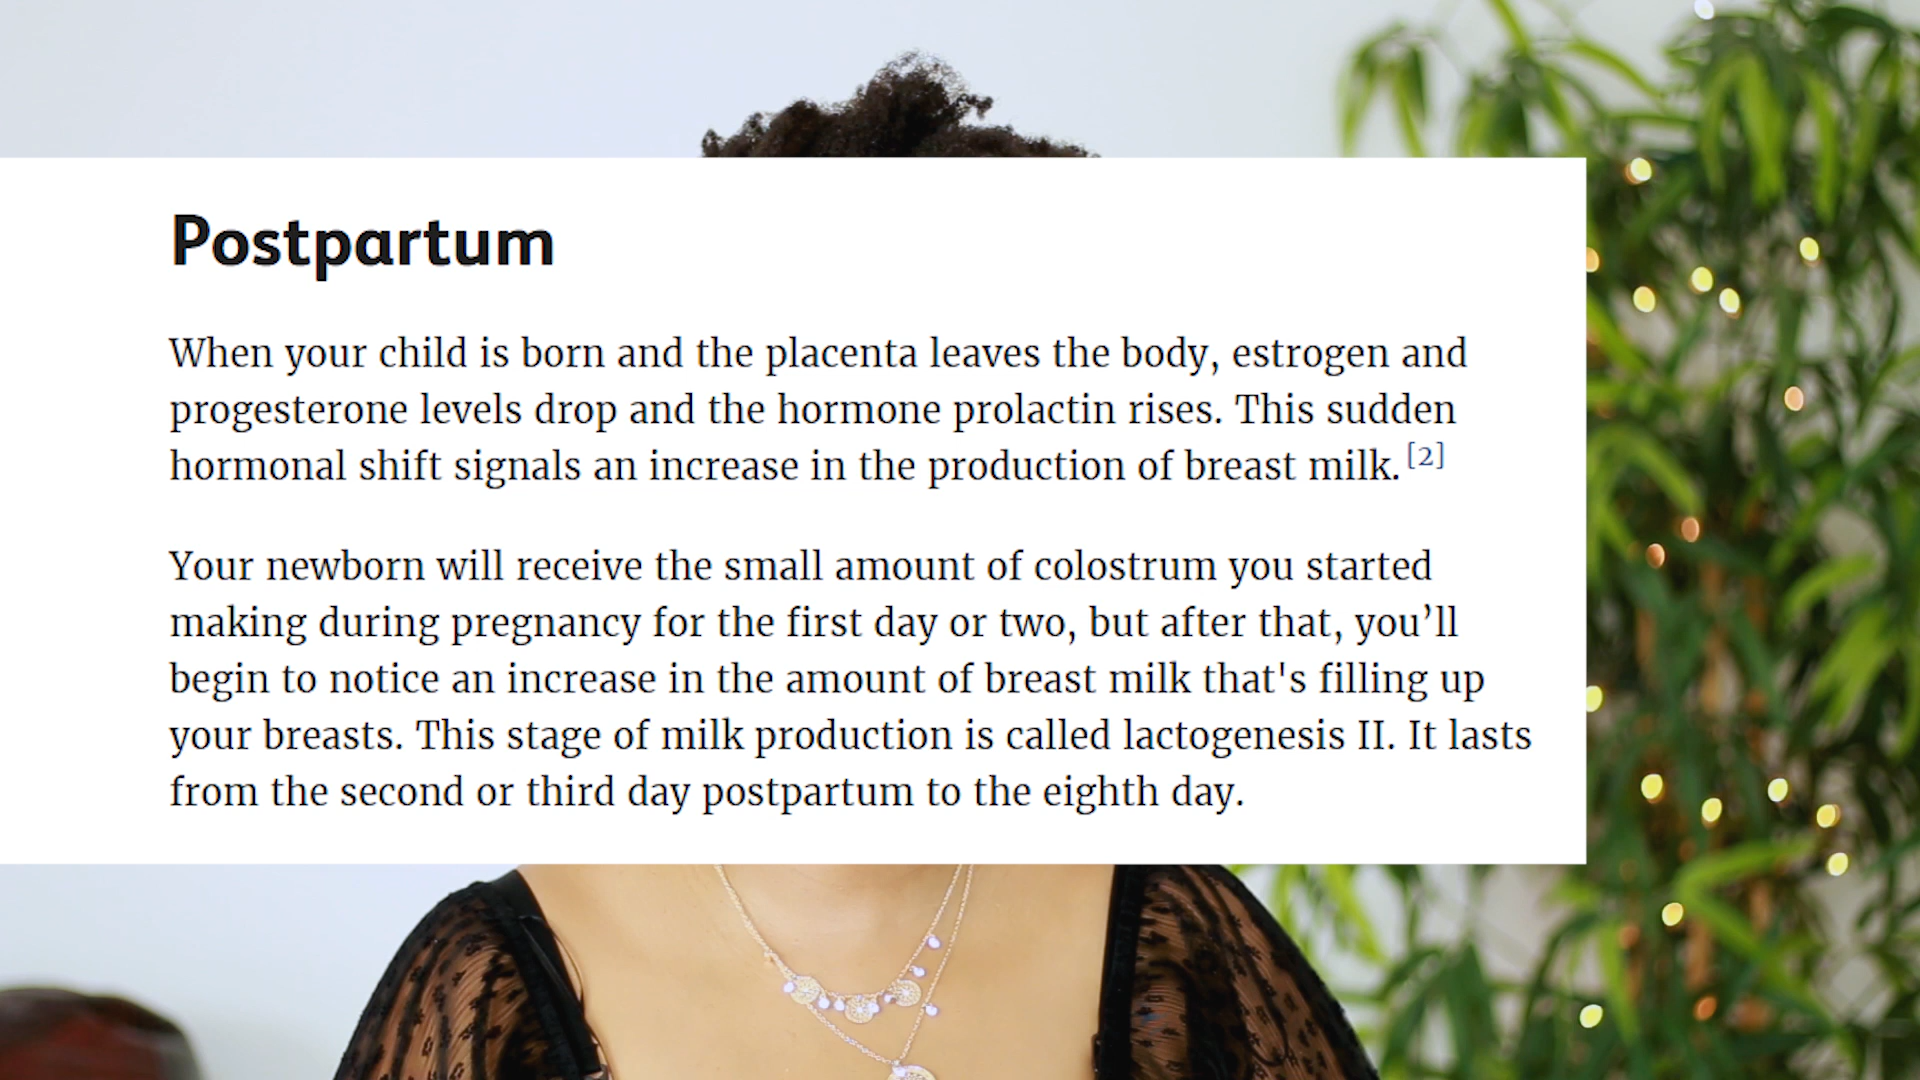 Postpartum
When your child is born and the placenta leaves the body, estrogen and
progesterone levels drop and the hormone prolactin rises. This sudden
hormonal shift signals an increase in the production of breast milk. [2]
Your newborn will receive the small amount of colostrum you started
making during pregnancy for the first day or two, but after that, you’ll
begin to notice an increase in the amount of breast milk that's filling up
your breasts. This stage of milk production is called lactogenesis II. It lasts
from the second or third day postpartum to the eighth day.